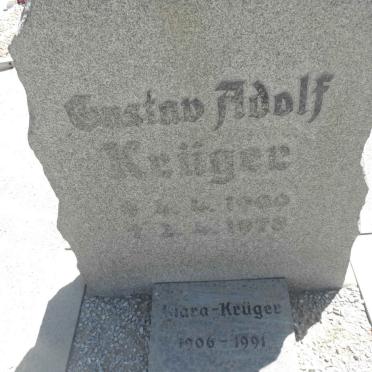 Gustav Adolf
Krüger
Klara-Krüger
1906-1991